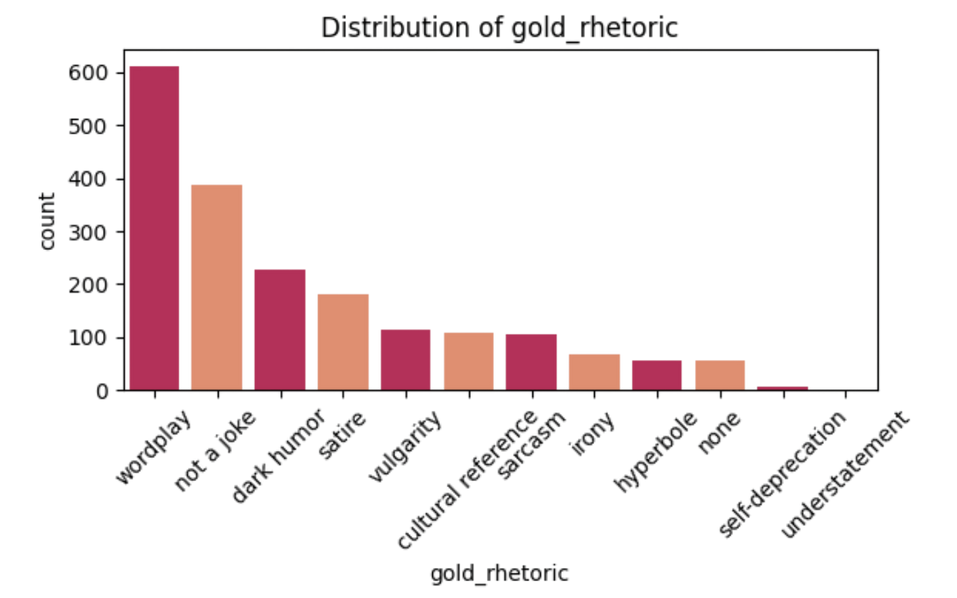 Distribution of gold_rhetoric
600
500
400
300
200
100
0
count
wordplay
not a joke
dark humor
satire
vulgarity
cultural reference
sarcasm
irony
hyperbole
none
self-deprecation
understatement
gold_rhetoric